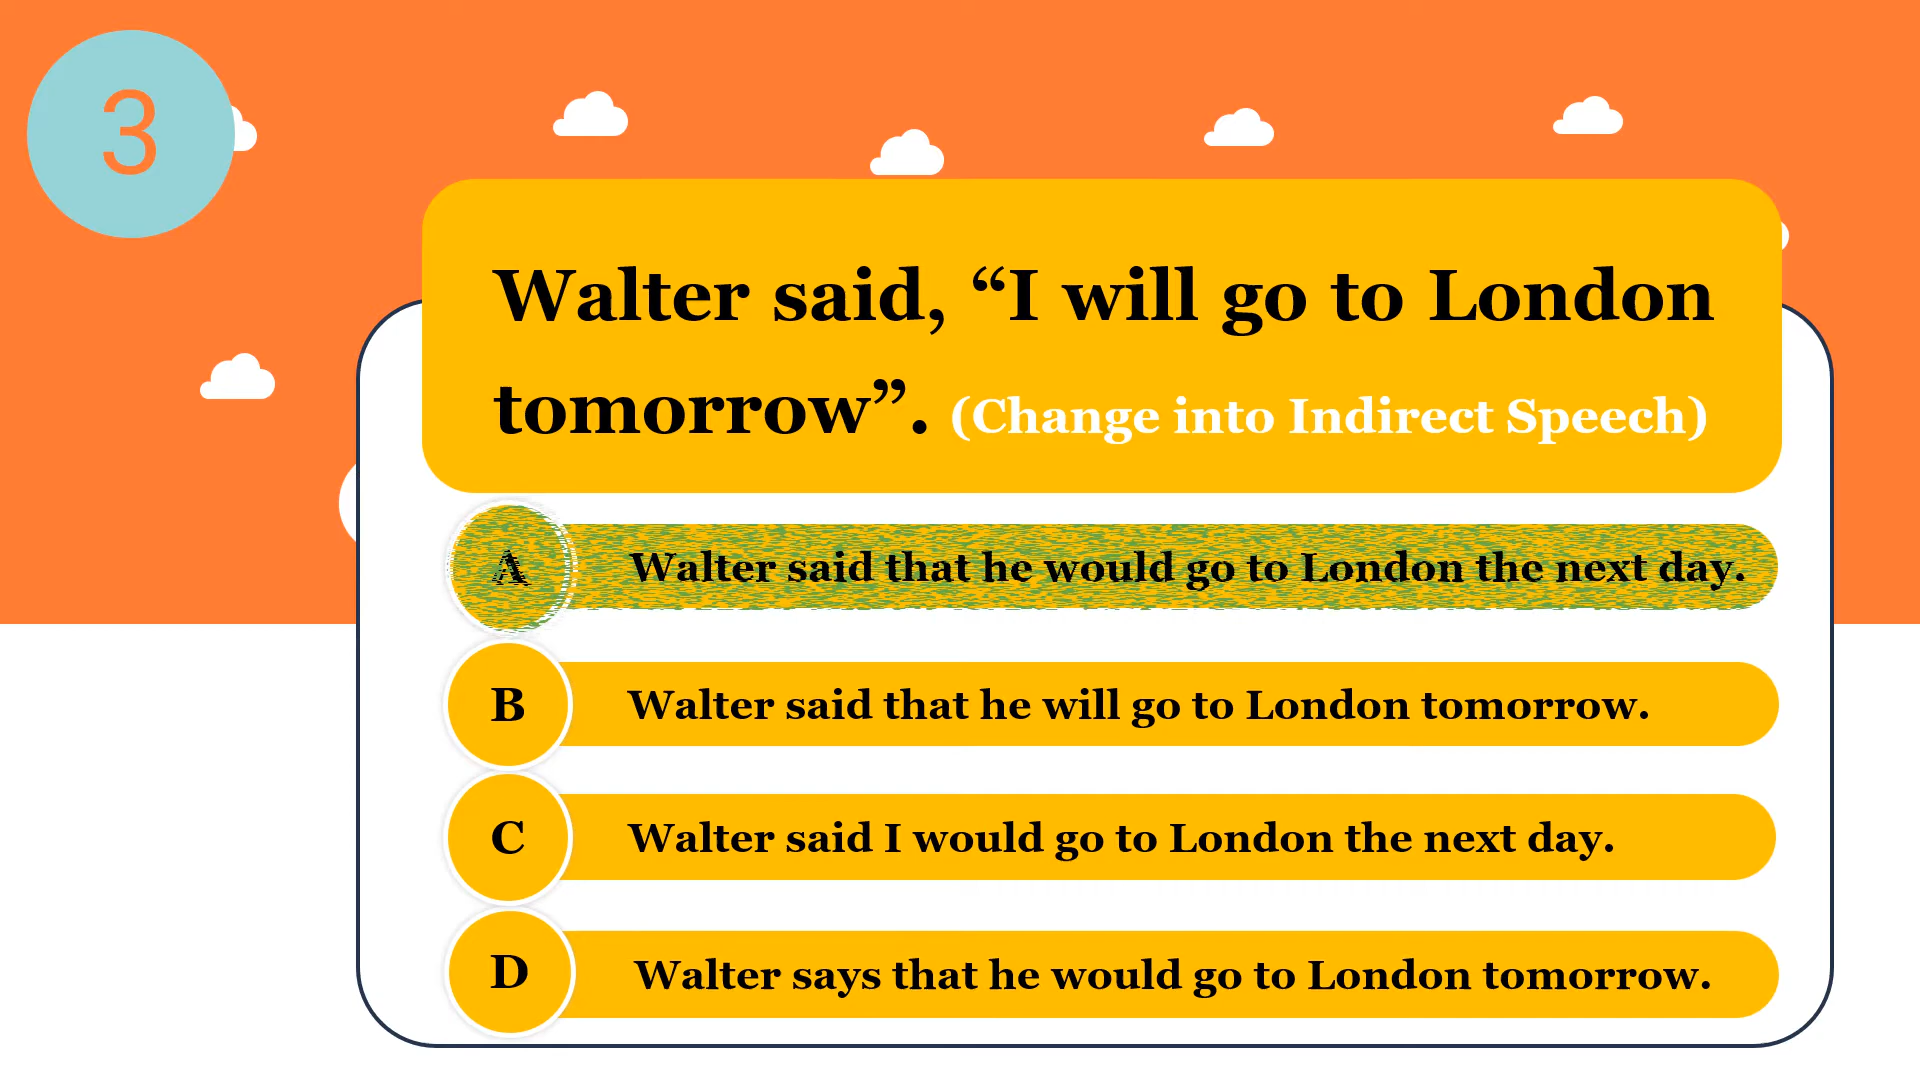 3
Walter said, “I will go to London
tomorrow”. (Change into Indirect Speech)
A Walter said that he would go to London the next day.
B Walter said that he will go to London tomorrow.
C Walter said I would go to London the next day.
D Walter says that he would go to London tomorrow.